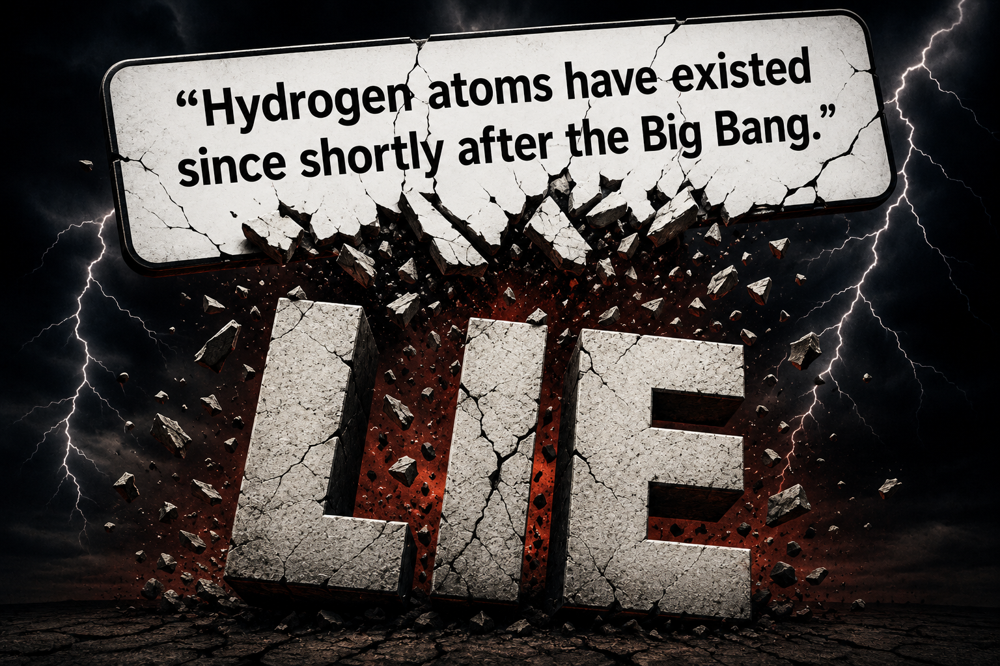 “Hydrogen atoms have existed
since shortly after the Big Bang.”
LIE